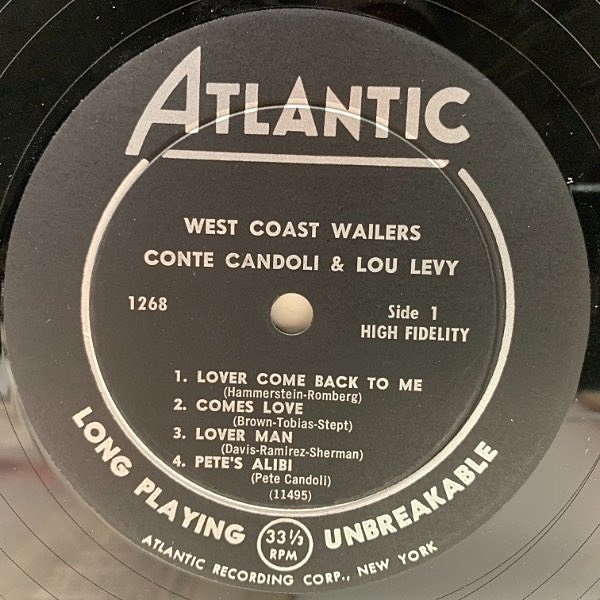 ATLANTIC
WEST COAST WAILERS
CONTE CANDOLI & LOU LEVY
1268
Side 1
HIGH FIDELITY
1. LOVER COME BACK TO ME
(Hammerstein-Romberg)
2. COMES LOVE
(Brown-Tobias-Stept)
3. LOVER MAN
(Davis-Ramirez-Sherman)
4. PETE'S ALIBI
(Pete Candoli)
(11495)
LONG PLAYING 33 1/3 RPM UNBREAKABLE
ATLANTIC RECORDING CORP., NEW YORK